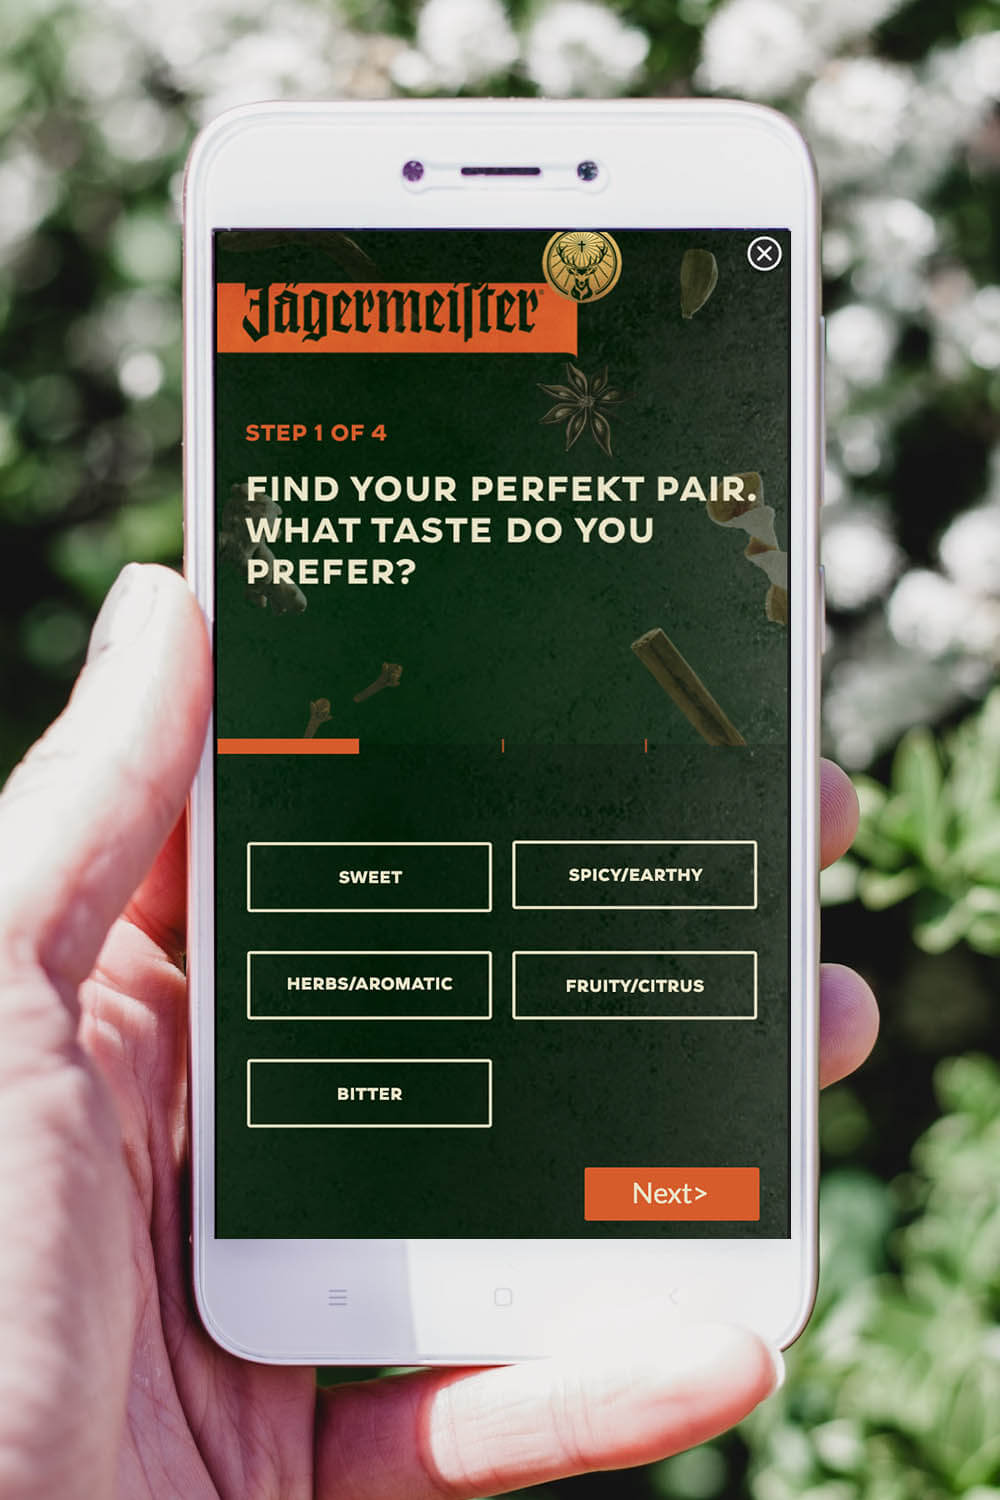 Jägermeiſter
STEP 1 OF 4
FIND YOUR PERFEKT PAIR.
WHAT TASTE DO YOU
PREFER?
SWEET
SPICY/EARTHY
HERBS/AROMATIC
FRUITY/CITRUS
BITTER
Next>